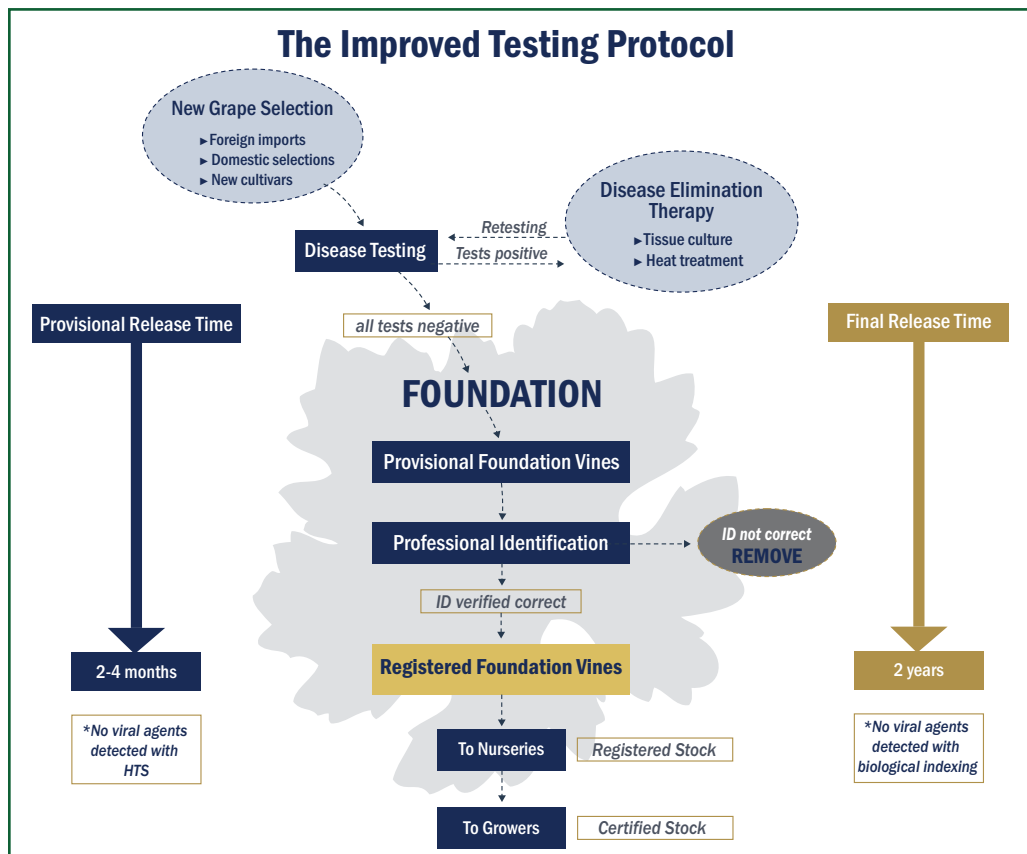 The Improved Testing Protocol
New Grape Selection
▸Foreign imports
▸ Domestic selections
▸ New cultivars
Disease Elimination
Therapy
▸Tissue culture
▸ Heat treatment
Retesting
Disease Testing
Tests positive
Provisional Release Time
all tests negative
Final Release Time
FOUNDATION
Provisional Foundation Vines
Professional Identification
ID not correct
REMOVE
ID verified correct
Registered Foundation Vines
2-4 months
2 years
*No viral agents
detected with
HTS
*No viral agents
detected with
biological indexing
To Nurseries
Registered Stock
To Growers
Certified Stock